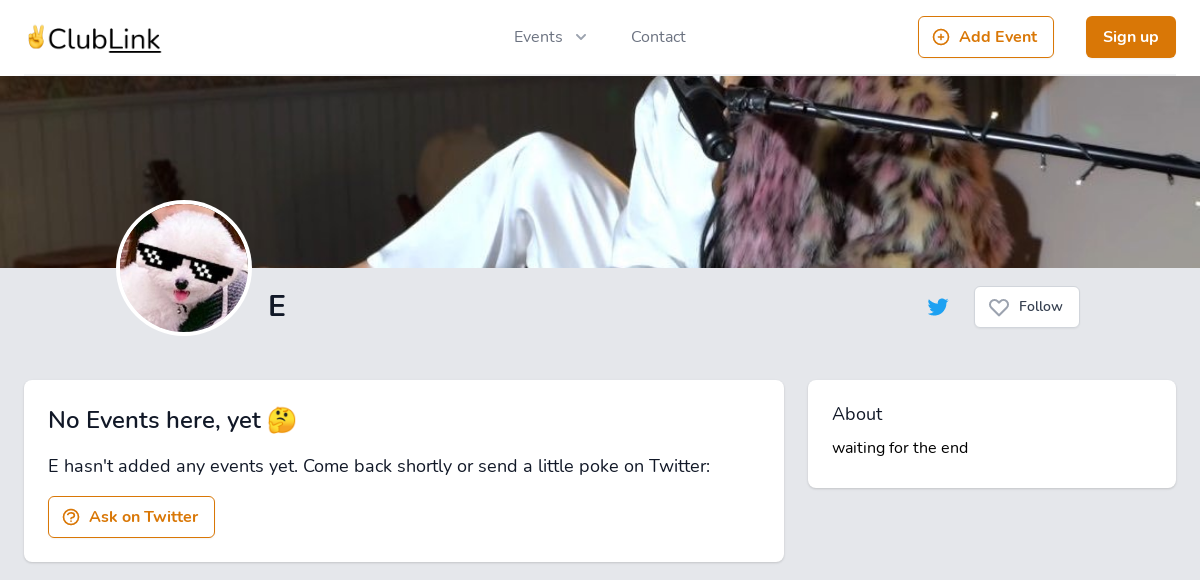 ClubLink
Events
Contact
Add Event
Sign up
E
Follow
No Events here, yet 🤔
E hasn't added any events yet. Come back shortly or send a little poke on Twitter:
Ask on Twitter
About
waiting for the end